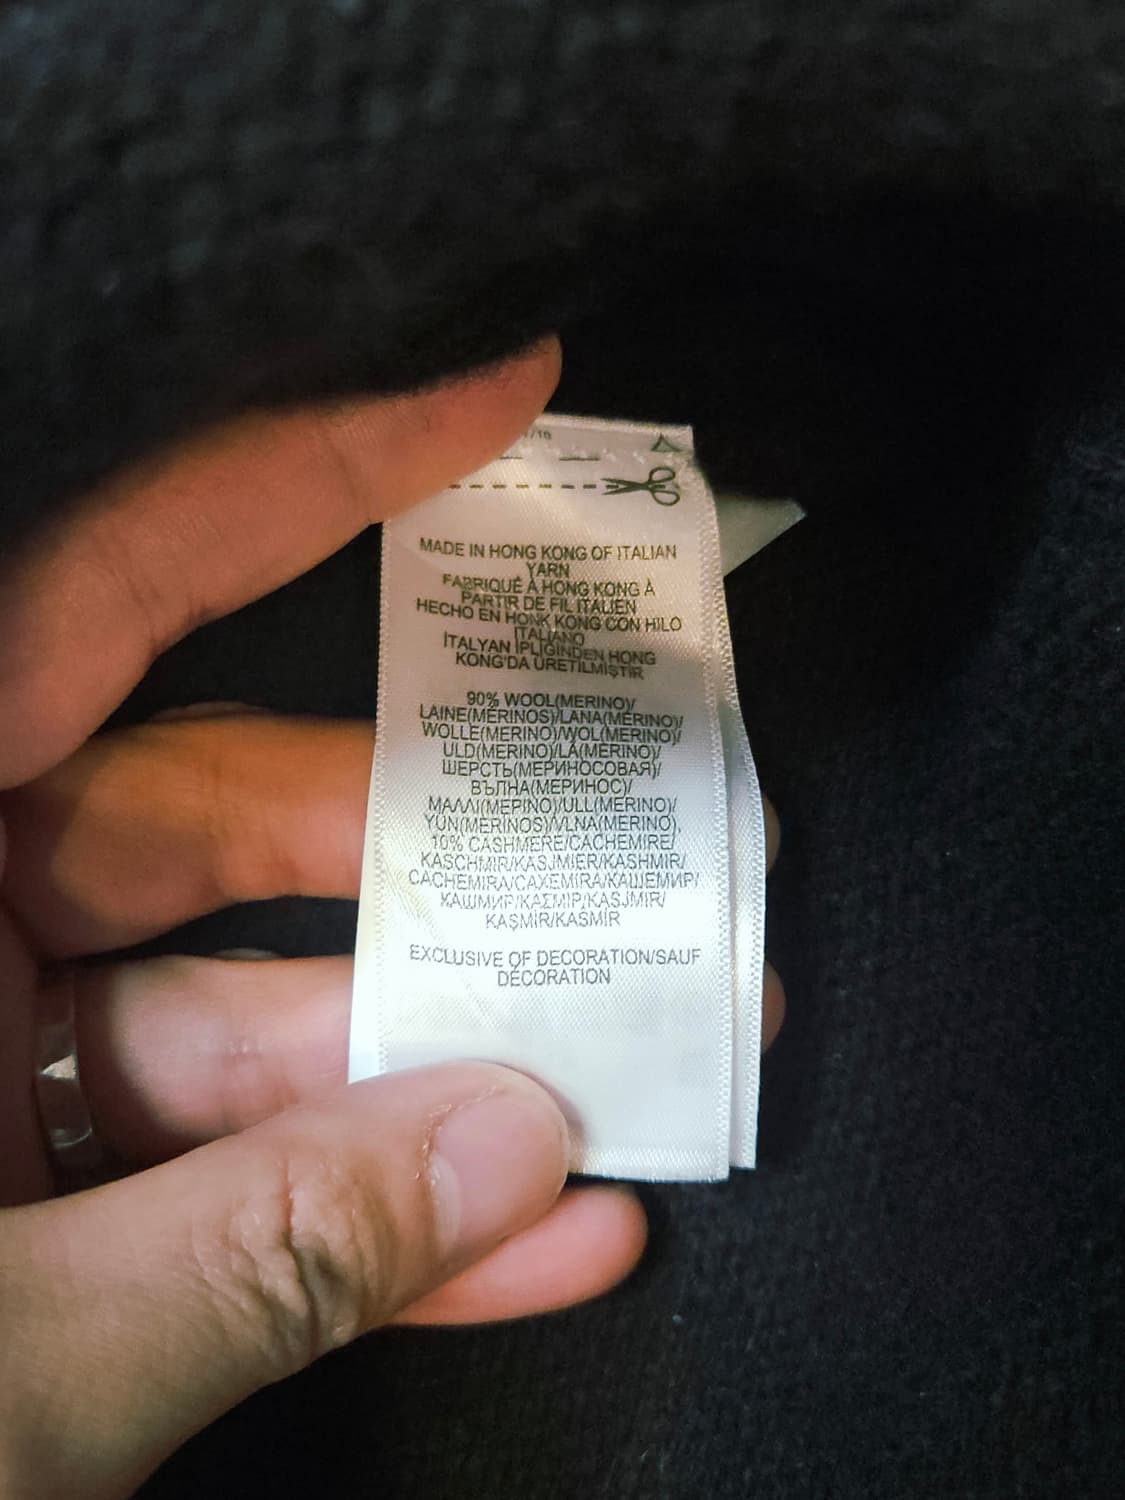 /16
MADE IN HONG KONG OF ITALIAN
YARN
FABRIQUÉ À HONG KONG À
PARTIR DE FIL ITALIEN
HECHO EN HONK KONG CON HILO
ITALIANO
İTALYAN İPLİĞİNDEN HONG
KONG'DA ÜRETİLMİŞTİR
90% WOOL(MERINO)/
LAINE(MÉRINOS)/LANA(MERINO)/
WOLLE(MERINO)/WOL(MERINO)/
ULD(MERINO)/LÃ(MERINO)/
ШЕРСТЬ(МЕРИНОСОВАЯ)/
ВЪЛНА(МЕРИНОС)/
ΜΑΛΛΙ(ΜΕΡΙΝΟ)/ULL(MERINO)/
YÜN(MERİNOS)/VLNA(MERINO),
10% CASHMERE/CACHEMIRE/
KASCHMIR/KASJMIER/KASHMIR/
CACHEMIRA/CAXEMIRA/КАШЕМИР/
КАШМИР/ΚΑΣΜΙΡ/KASJMIR/
KAŞMİR/KAŠMÍR
EXCLUSIVE OF DECORATION/SAUF
DÉCORATION